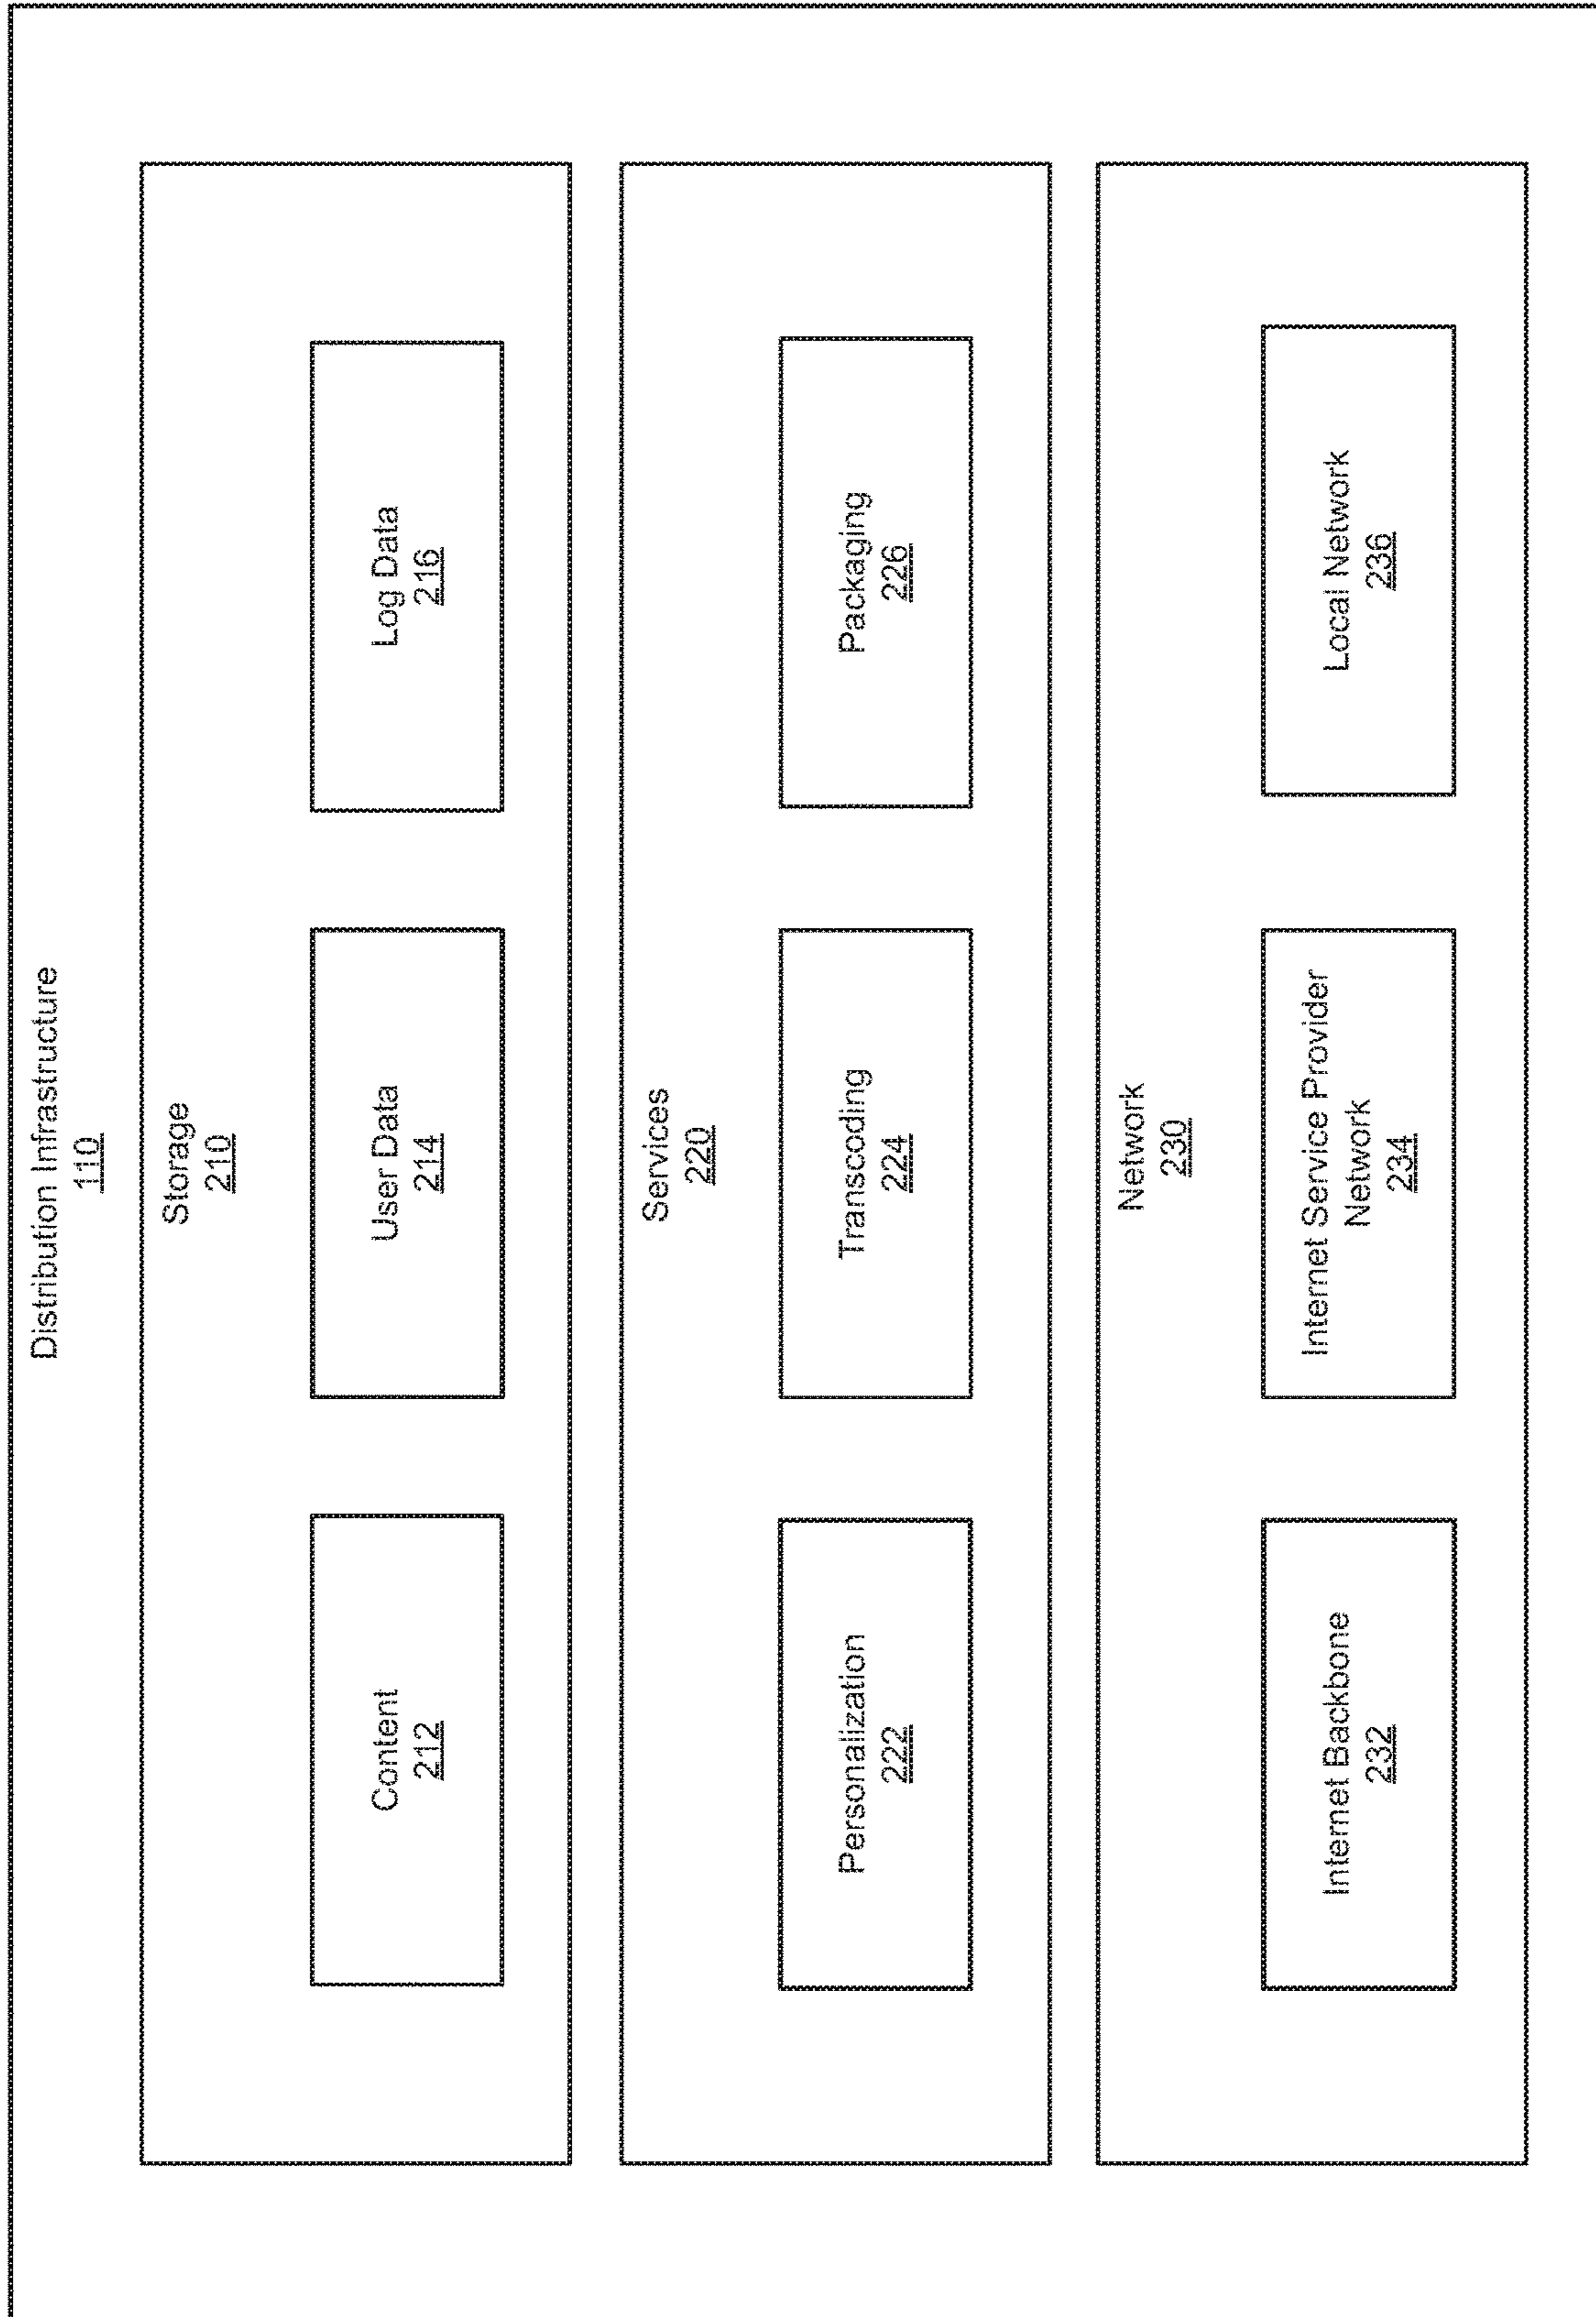 Distribution Infrastructure
110
Storage
210
Content
212
User Data
214
Log Data
216
Services
220
Personalization
222
Transcoding
224
Packaging
226
Network
230
Internet Backbone
232
Internet Service Provider
Network
234
Local Network
236